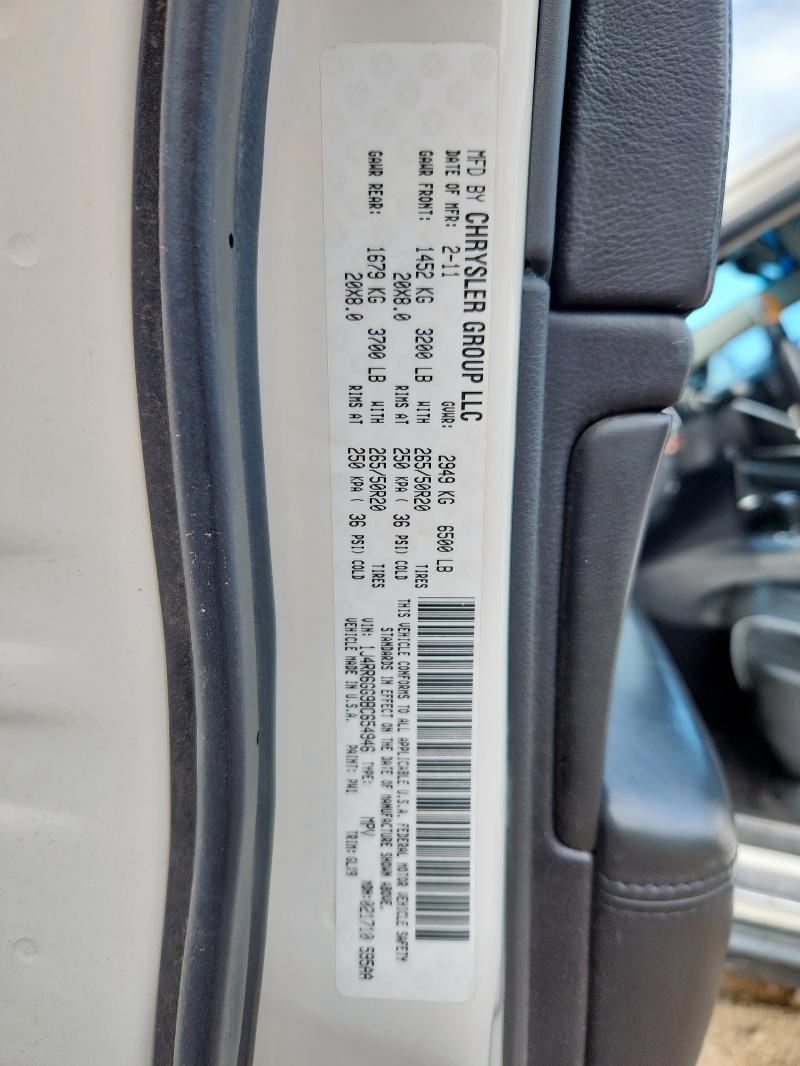 MFD BY CHRYSLER GROUP LLC
DATE OF MFR: 2-11 GVWR: 2949 KG 6500 LB
GAWR FRONT: 1452 KG 3200 LB WITH 265/50R20 TIRES
20X8.0 RIMS AT 250 KPA ( 36 PSI) COLD
GAWR REAR: 1679 KG 3700 LB WITH 265/50R20 TIRES
20X8.0 RIMS AT 250 KPA ( 36 PSI) COLD
THIS VEHICLE CONFORMS TO ALL APPLICABLE U.S.A. FEDERAL MOTOR VEHICLE SAFETY
STANDARDS IN EFFECT ON THE DATE OF MANUFACTURE SHOWN ABOVE.
VIN: 1J4RR6GG9BC654946 TYPE: MPV MDH:021710 595AA
VEHICLE MADE IN U.S.A. PAINT: PW1 TRIM: GLX9